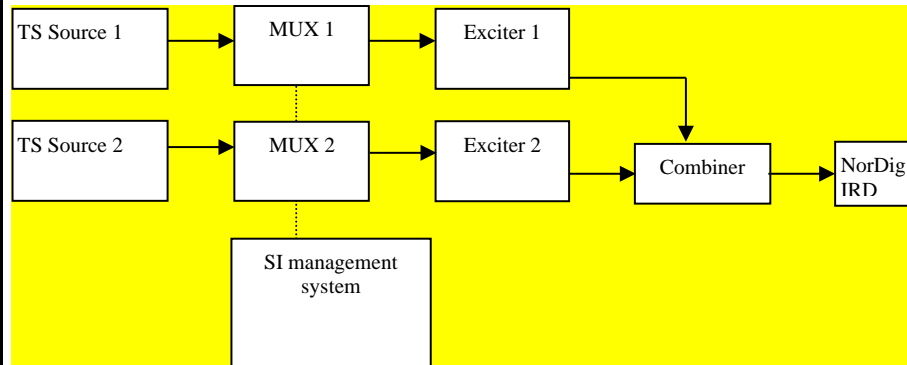 TS Source 1
MUX 1
Exciter 1
TS Source 2
MUX 2
Exciter 2
Combiner
NorDig
IRD
SI management
system